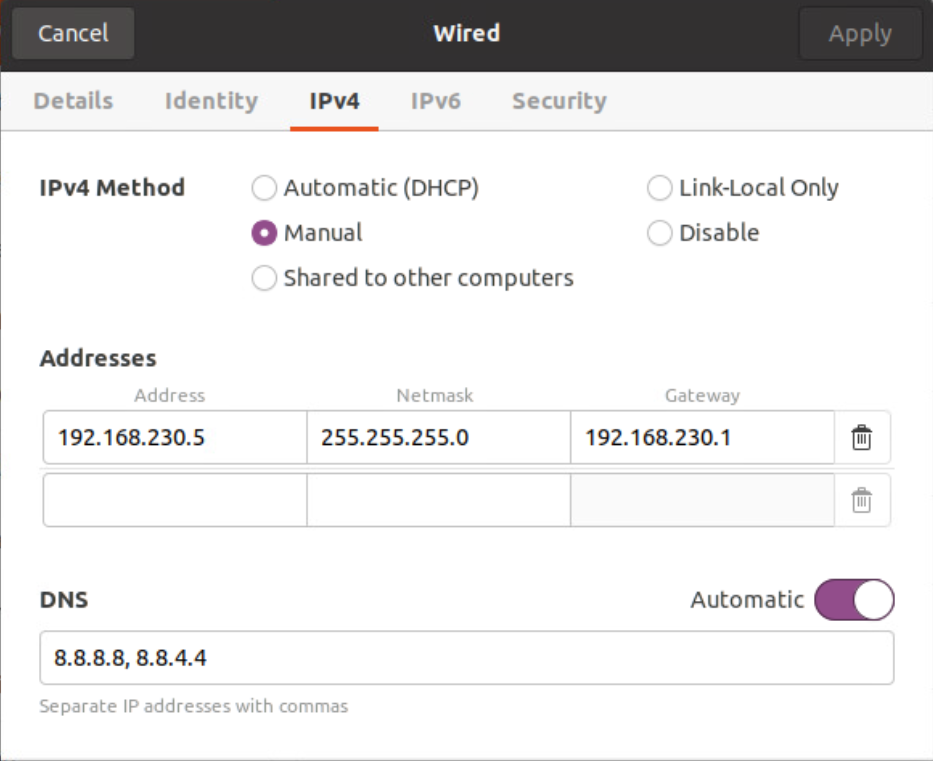 Cancel Wired Apply
Details Identity IPv4 IPv6 Security
IPv4 Method Automatic (DHCP) Link-Local Only
Manual Disable
Shared to other computers
Addresses
Address Netmask Gateway
192.168.230.5 255.255.255.0 192.168.230.1
DNS Automatic
8.8.8.8, 8.8.4.4
Separate IP addresses with commas